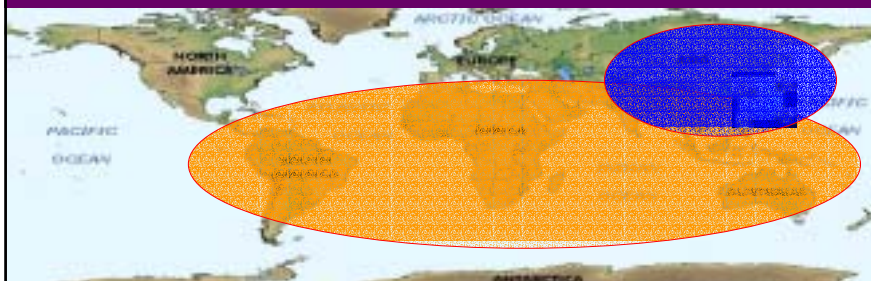 ARCTIC OCEAN
NORTH
AMERICA
EUROPE
PACIFIC
OCEAN
AFRICA
SOUTH
AMERICA
AUSTRALIA
ANTARCTICA